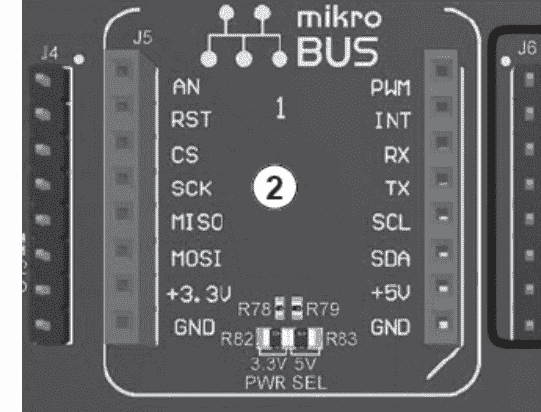 mikro
BUS
J4
J5
J6
1
2
AN
RST
CS
SCK
MISO
MOSI
+3.3V
GND
PWM
INT
RX
TX
SCL
SDA
+5V
GND
R78
R79
R82
R83
3.3V 5V
PWR SEL